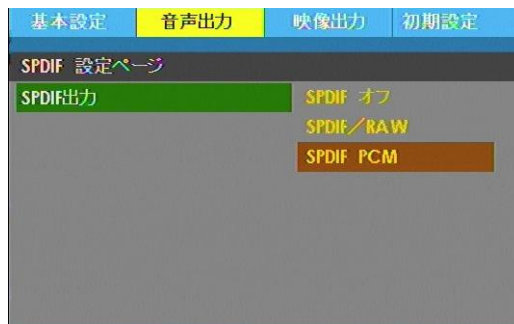 基本設定 音声出力 映像出力 初期設定
SPDIF 設定ページ
SPDIF出力 SPDIF オフ
SPDIF／RAW
SPDIF PCM